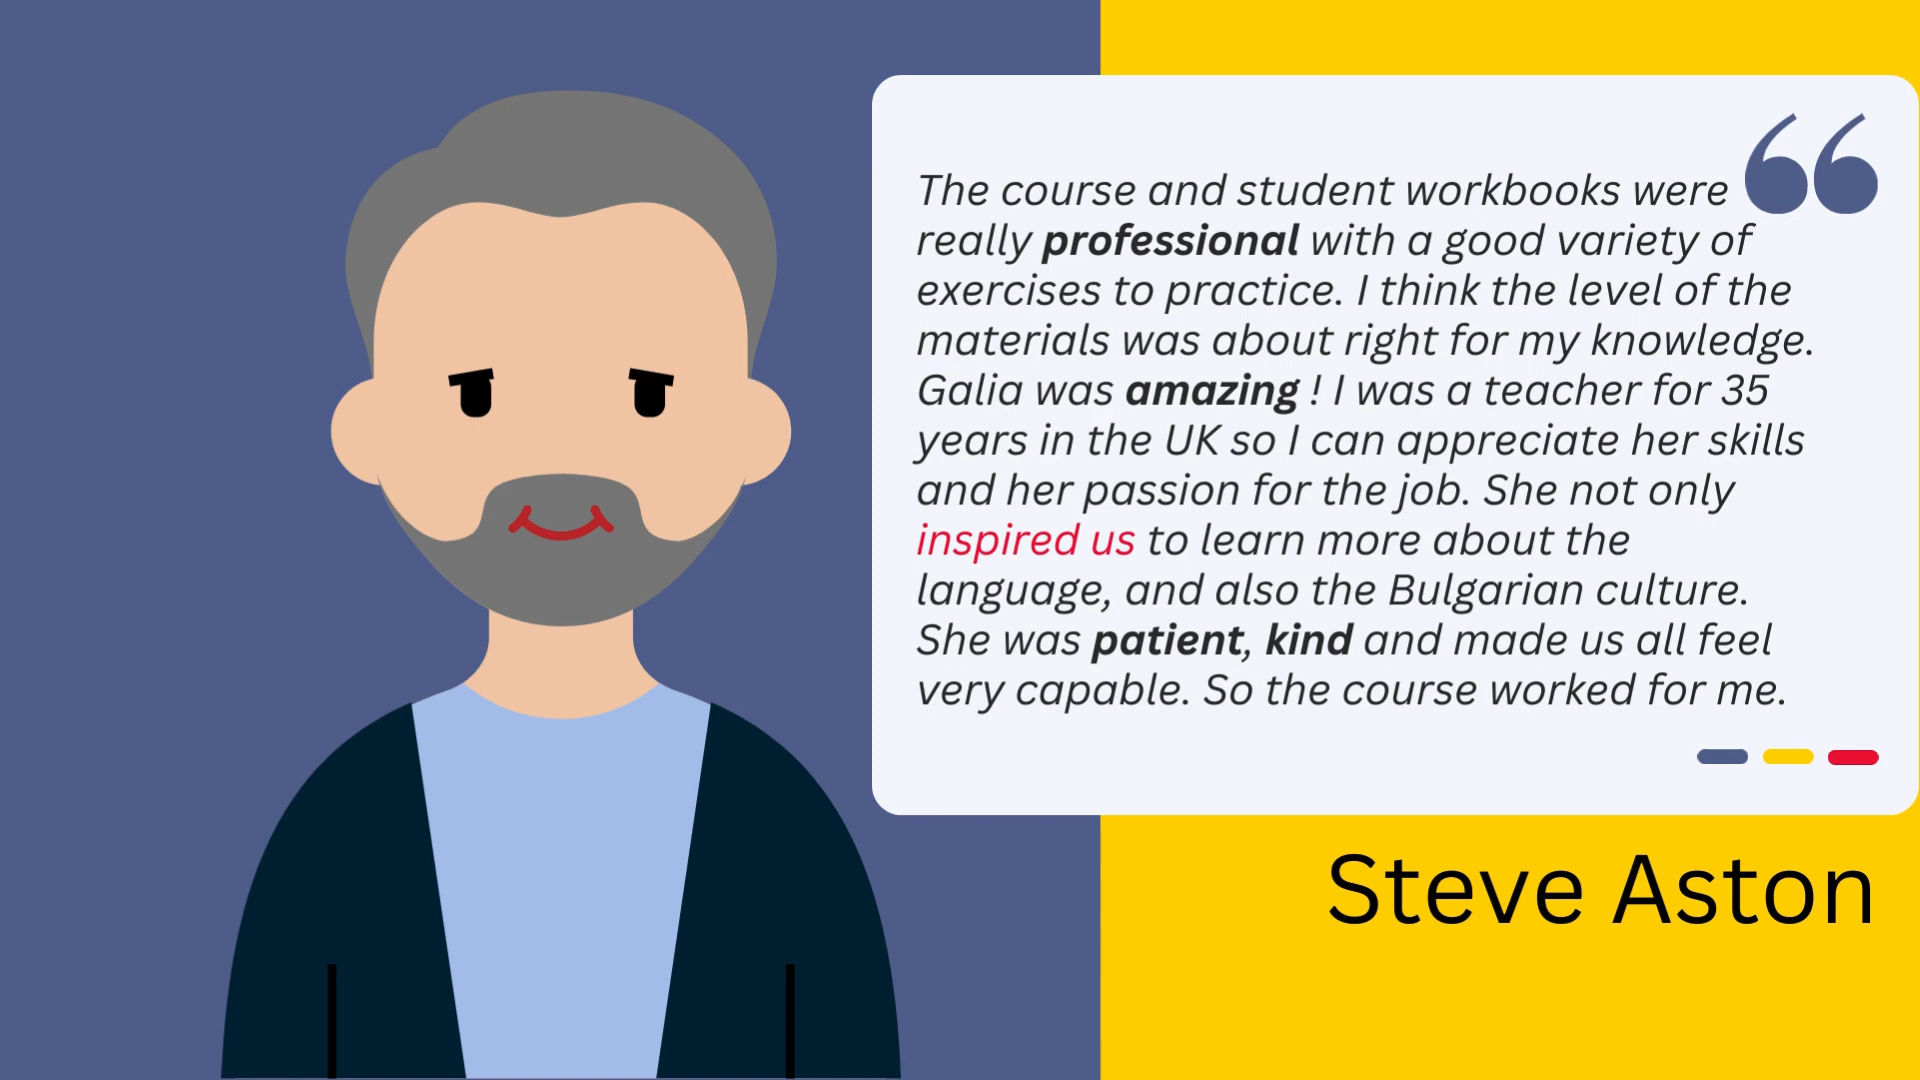 The course and student workbooks were
really professional with a good variety of
exercises to practice. I think the level of the
materials was about right for my knowledge.
Galia was amazing ! I was a teacher for 35
years in the UK so I can appreciate her skills
and her passion for the job. She not only
inspired us to learn more about the
language, and also the Bulgarian culture.
She was patient, kind and made us all feel
very capable. So the course worked for me.
Steve Aston